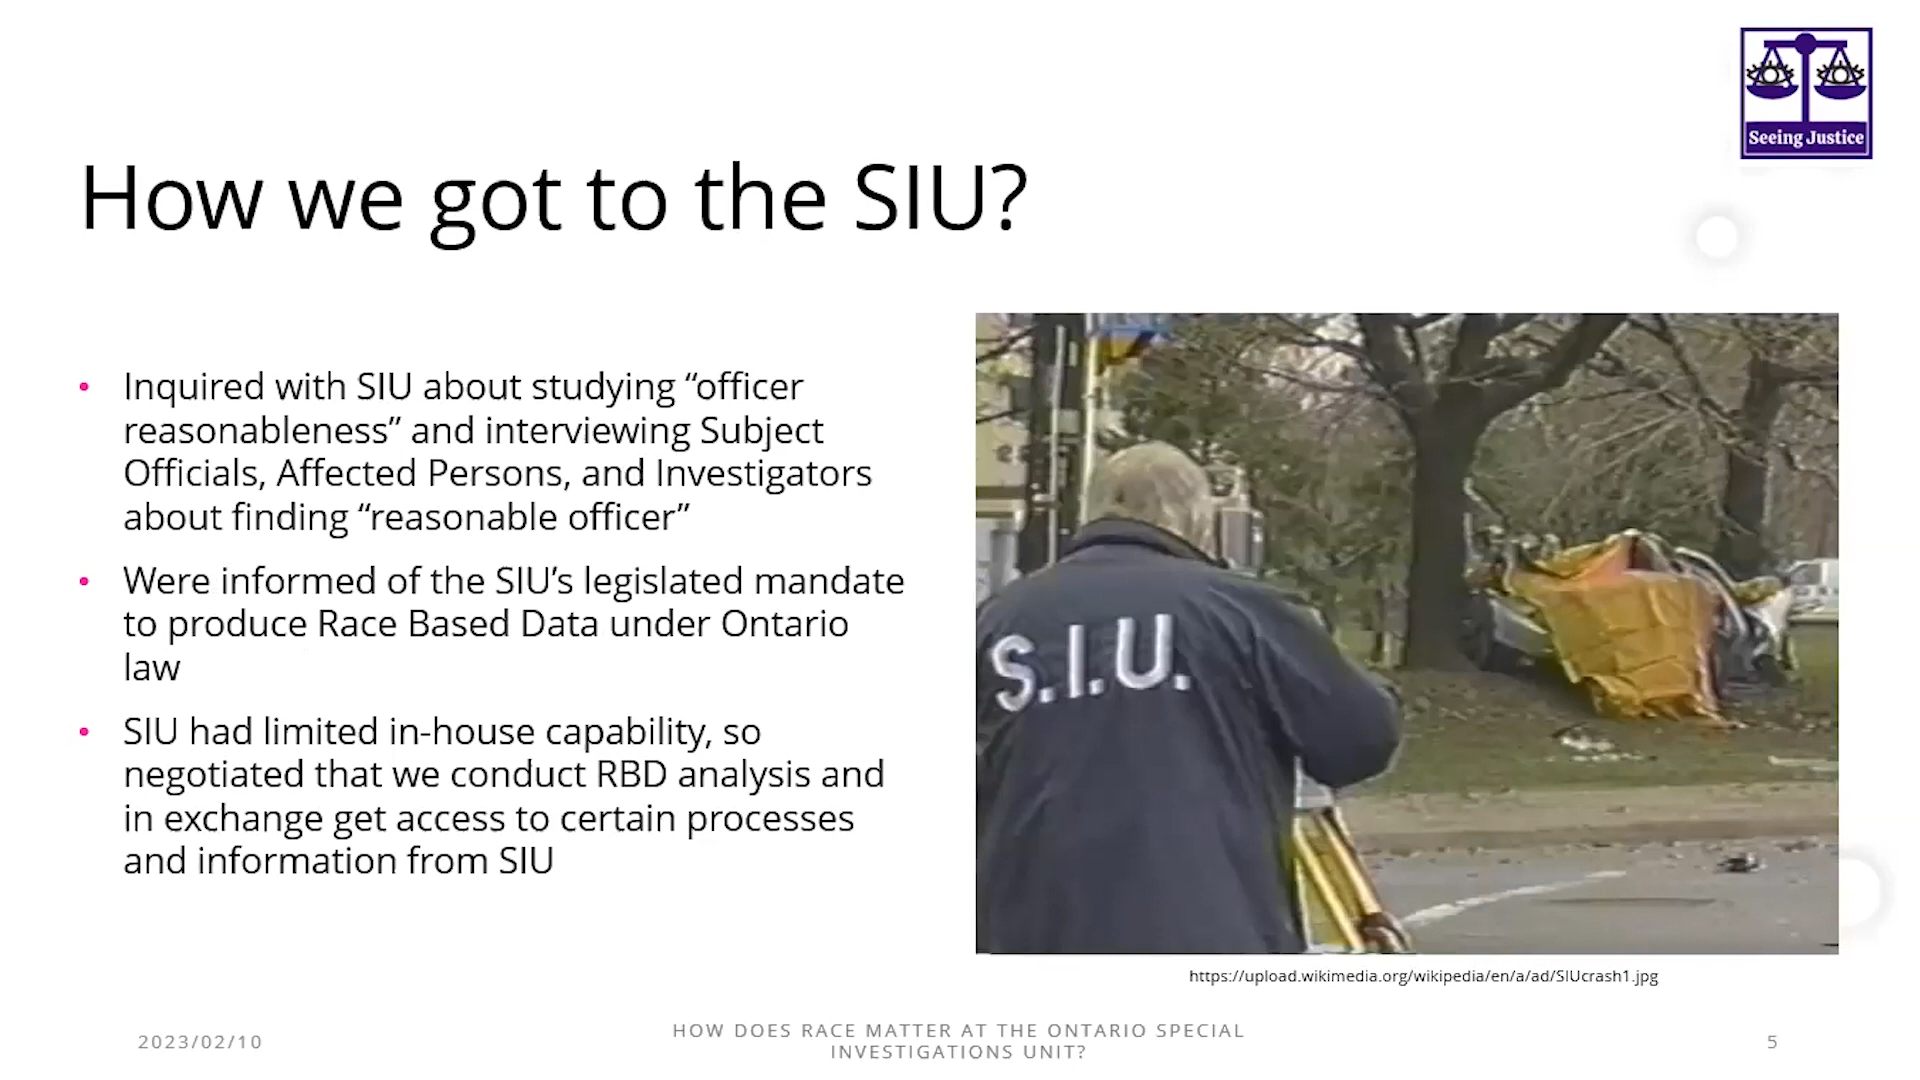 Seeing Justice
How we got to the SIU?
• Inquired with SIU about studying “officer
reasonableness” and interviewing Subject
Officials, Affected Persons, and Investigators
about finding “reasonable officer”
• Were informed of the SIU’s legislated mandate
to produce Race Based Data under Ontario
law
• SIU had limited in-house capability, so
negotiated that we conduct RBD analysis and
in exchange get access to certain processes
and information from SIU
S.I.U.
https://upload.wikimedia.org/wikipedia/en/a/ad/SIUcrash1.jpg
2023/02/10
HOW DOES RACE MATTER AT THE ONTARIO SPECIAL
INVESTIGATIONS UNIT?
5